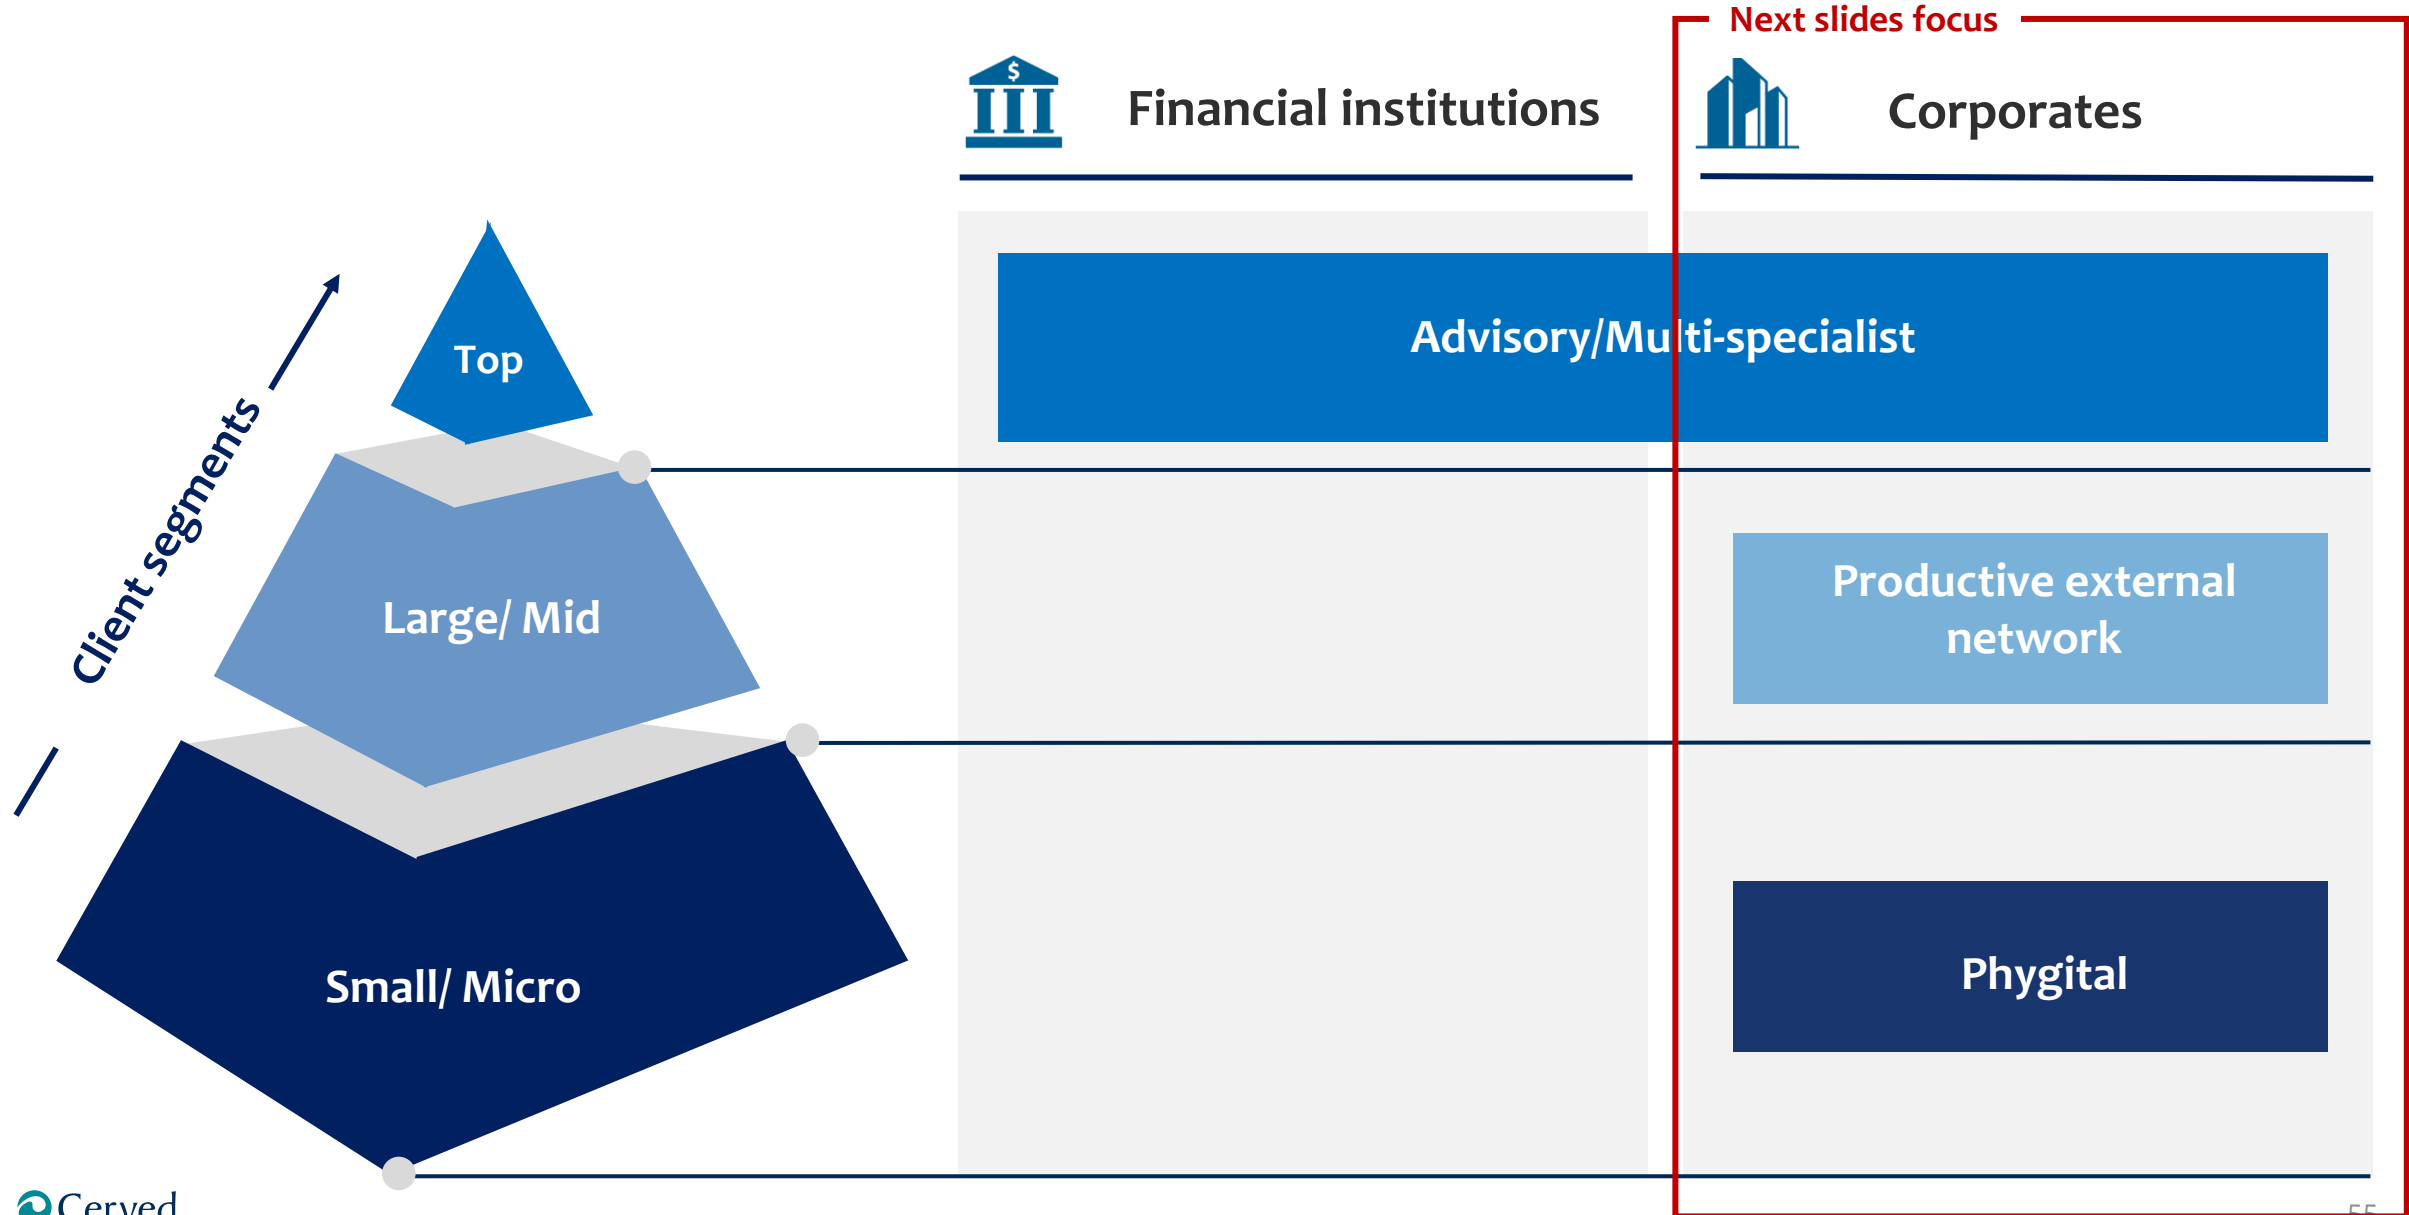 Next slides focus
$
Financial institutions
Corporates
Client segments
Top
Advisory/Multi-specialist
Large/ Mid
Productive external
network
Small/ Micro
Phygital
Cerved
55